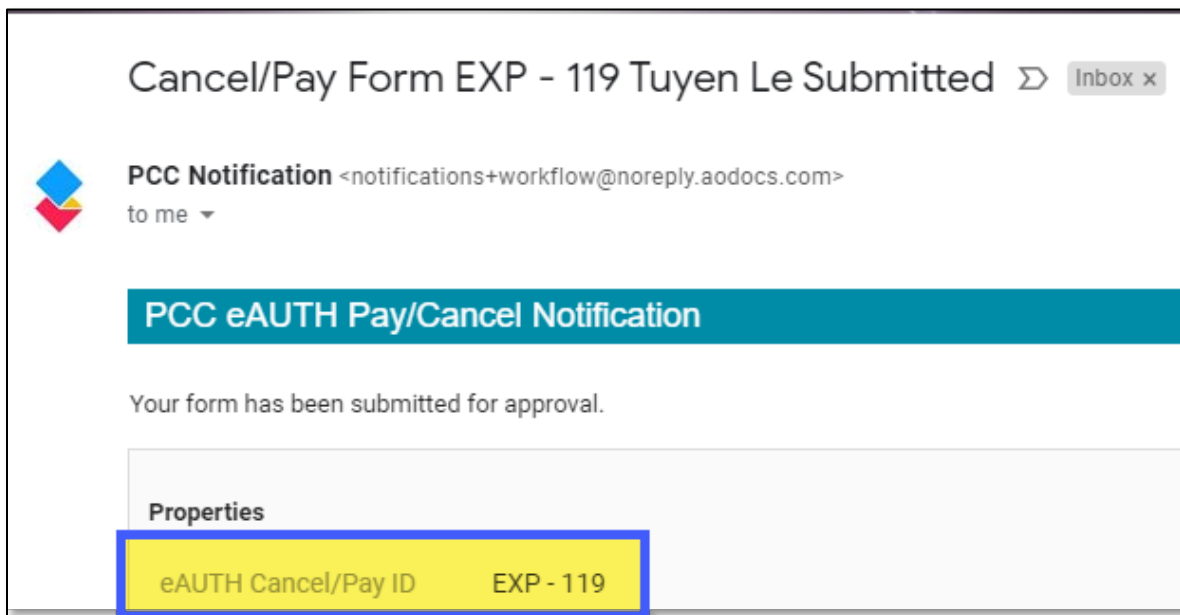 Cancel/Pay Form EXP - 119 Tuyen Le Submitted Inbox x
PCC Notification <notifications+workflow@noreply.aodocs.com>
to me
PCC eAUTH Pay/Cancel Notification
Your form has been submitted for approval.
Properties
eAUTH Cancel/Pay ID EXP - 119